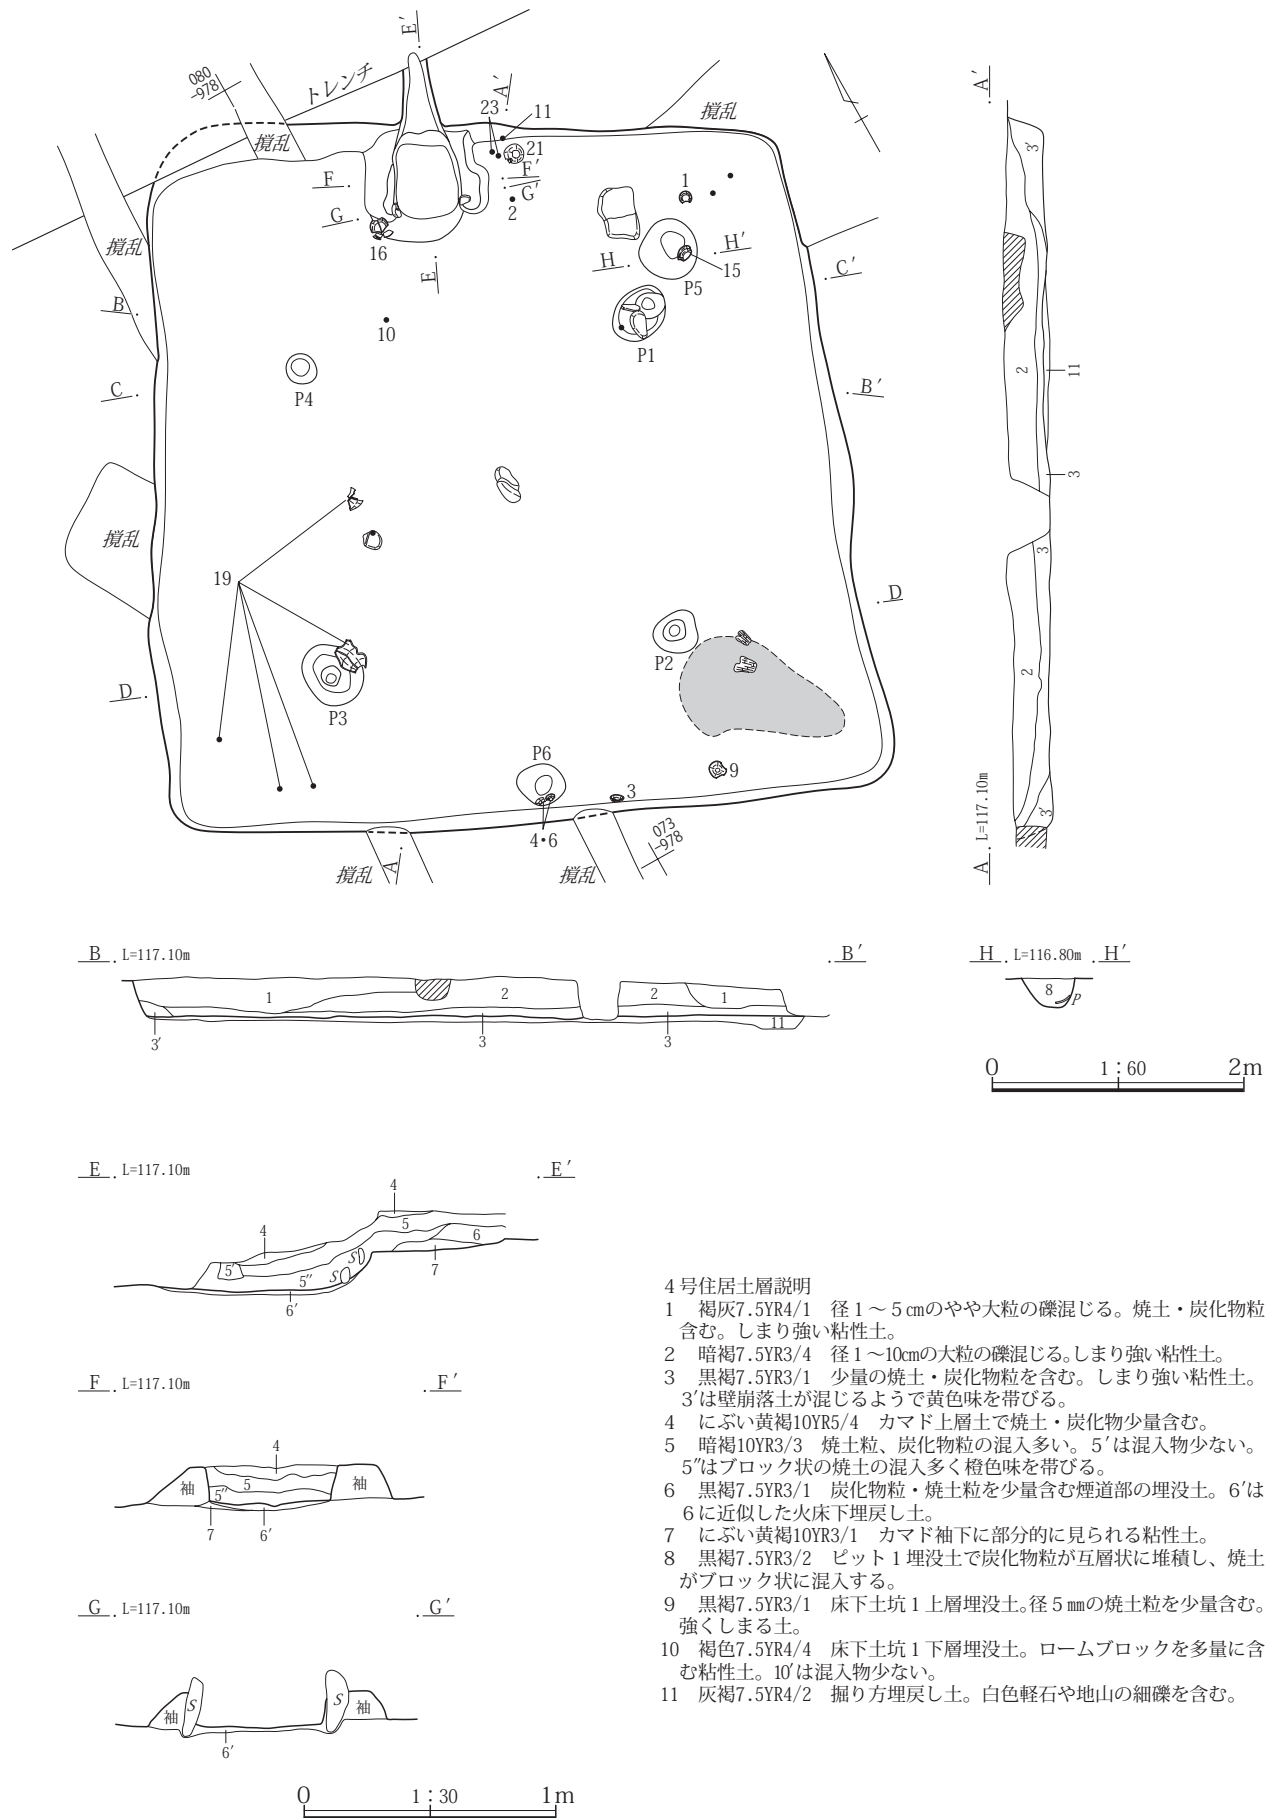 E′
080
-978
トレンチ
A′
23
11
撹乱
A′
撹乱
21
3′
F
F′
G′
1
G
2
撹乱
16
H
H′
15
C′
E
P5
B
10
P1
2
11
C
P4
B′
3
撹乱
3
19
D
P2
2
D
P3
P6
9
3
L=117.10m
3′
4・6
073
-978
撹乱
A
撹乱
A
B L=117.10m B′
H L=116.80m H′
1
2
2
1
8
P
11
3′
3
3
0 1：60 2m
E L=117.10m E′
4
4
5
6
5′
5″
S
S
7
6′
F L=117.10m F′
4
袖
5
袖
5″
7
6′
G L=117.10m G′
袖
S
S
袖
6′
0 1：30 1m
4号住居土層説明
1　褐灰7.5YR4/1　径1～5㎝のやや大粒の礫混じる。焼土・炭化物粒
含む。しまり強い粘性土。
2　暗褐7.5YR3/4　径1～10㎝の大粒の礫混じる。しまり強い粘性土。
3　黒褐7.5YR3/1　少量の焼土・炭化物粒を含む。しまり強い粘性土。
3′は壁崩落土が混じるようで黄色味を帯びる。
4　にぶい黄褐10YR5/4　カマド上層土で焼土・炭化物少量含む。
5　暗褐10YR3/3　焼土粒、炭化物粒の混入多い。5′は混入物少ない。
5″はブロック状の焼土の混入多く橙色味を帯びる。
6　黒褐7.5YR3/1　炭化物粒・焼土粒を少量含む煙道部の埋没土。6′は
6に近似した火床下埋戻し土。
7　にぶい黄褐10YR3/1　カマド袖下に部分的に見られる粘性土。
8　黒褐7.5YR3/2　ピット1埋没土で炭化物粒が互層状に堆積し、焼土
がブロック状に混入する。
9　黒褐7.5YR3/1　床下土坑1上層埋没土。径5㎜の焼土粒を少量含む。
強くしまる土。
10　褐色7.5YR4/4　床下土坑1下層埋没土。ロームブロックを多量に含
む粘性土。10′は混入物少ない。
11　灰褐7.5YR4/2　掘り方埋戻し土。白色軽石や地山の細礫を含む。